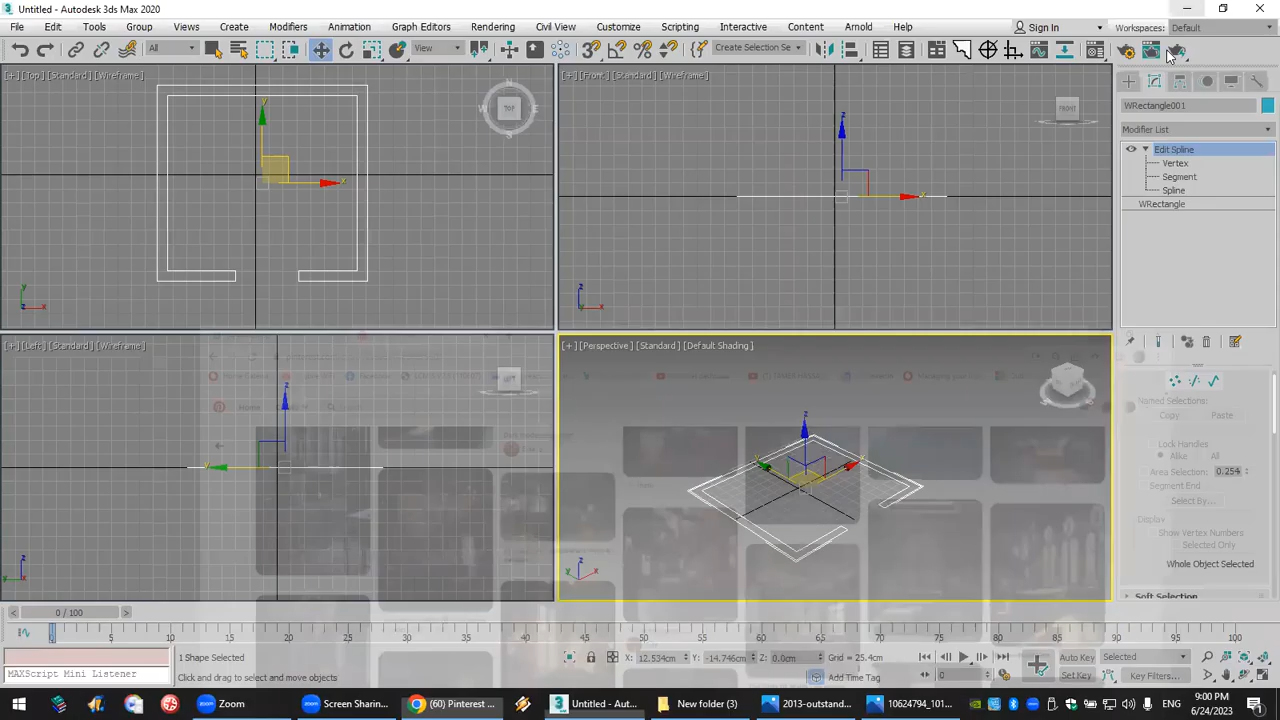 Untitled - Autodesk 3ds Max 2020
File Edit Tools Group Views Create Modifiers Animation Graph Editors Rendering Civil View Customize Scripting Interactive Content Arnold Help Sign In Workspaces: Default
All View Create Selection Se
[+] [Top] [Standard] [Wireframe]
[+] [Front] [Standard] [Wireframe]
N
W TOP E
FRONT
WRectangle001
Modifier List
Edit Spline
Vertex
Segment
Spline
WRectangle
[+] [Left] [Standard] [Wireframe]
[+] [Perspective] [Standard] [Default Shading]
Named Selections:
Copy Paste
Lock Handles
Alike All
Area Selection: 0.254
Segment End
Select By...
Display
Show Vertex Numbers
Selected Only
Whole Object Selected
Soft Selection
0 / 100
5 10 15 20 25 30 35 40 45 50 55 60 65 70 75 80 85 90 95 100
1 Shape Selected
X: 12.534cm Y: -14.746cm Z: 0.0cm Grid = 25.4cm
Auto Key Selected
MAXScript Mini Listener
Click and drag to select and move objects
Add Time Tag
0
Set Key Key Filters...
Zoom
Screen Sharin...
(60) Pinterest ...
Untitled - Aut...
New folder (3)
2013-outstand...
10624794_101...
9:00 PM
6/24/2023